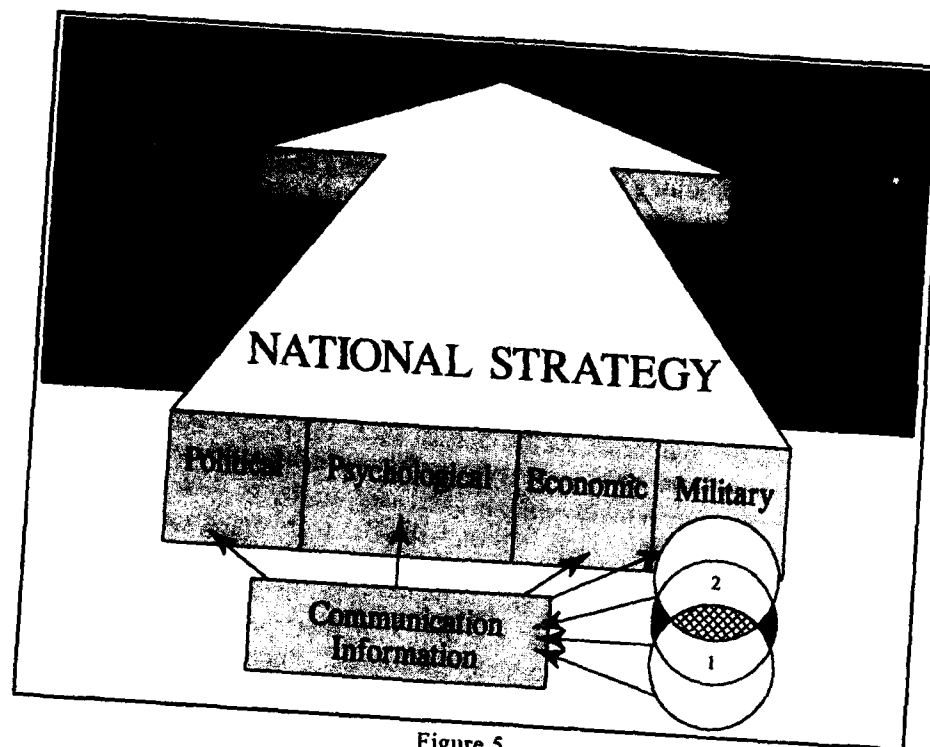 NATIONAL STRATEGY
Political Psychological Economic Military
Communication
Information
2
1
Figure 5